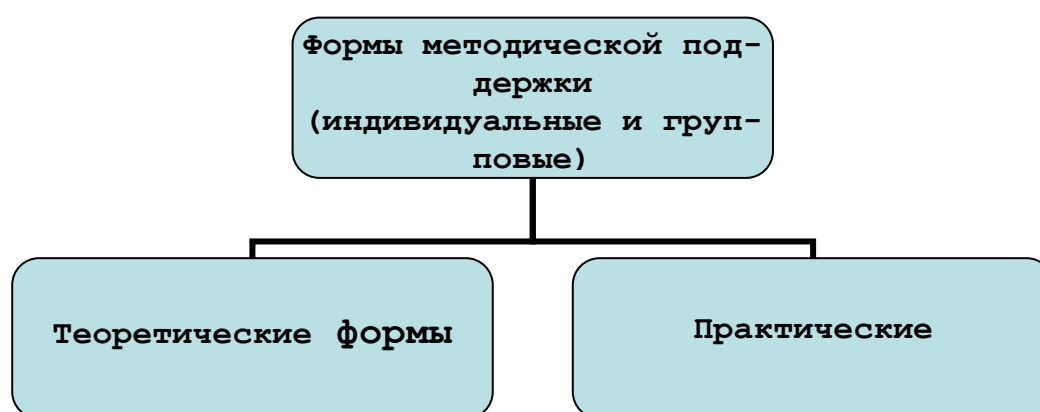 Формы методической под-
держки
(индивидуальные и груп-
повые)
Теоретические формы
Практические